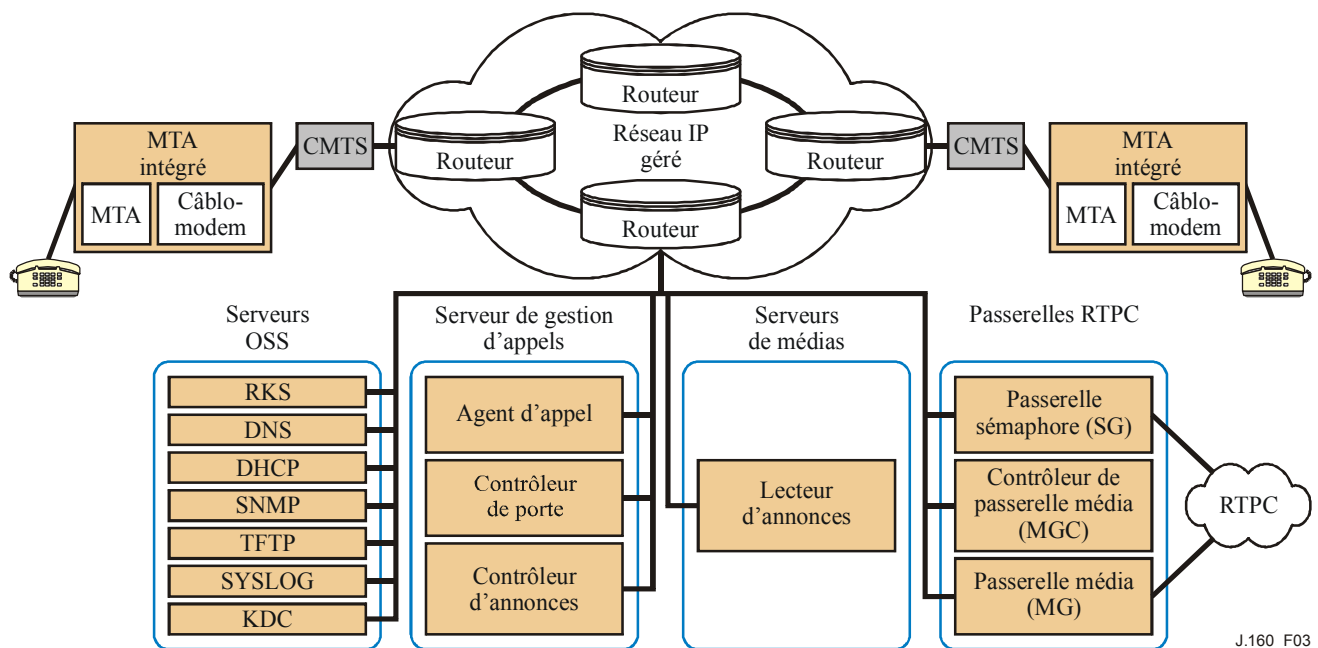 Routeur
Réseau IP
géré
MTA
intégré
MTA
Câblo-
modem
CMTS
Routeur
Routeur
CMTS
MTA
intégré
MTA
Câblo-
modem
Routeur
Serveurs
OSS
RKS
DNS
DHCP
SNMP
TFTP
SYSLOG
KDC
Serveur de gestion
d'appels
Agent d'appel
Contrôleur
de porte
Contrôleur
d'annonces
Serveurs
de médias
Lecteur
d'annonces
Passerelles RTPC
Passerelle
sémaphore (SG)
Contrôleur de
passerelle média
(MGC)
Passerelle média
(MG)
RTPC
J.160_F03